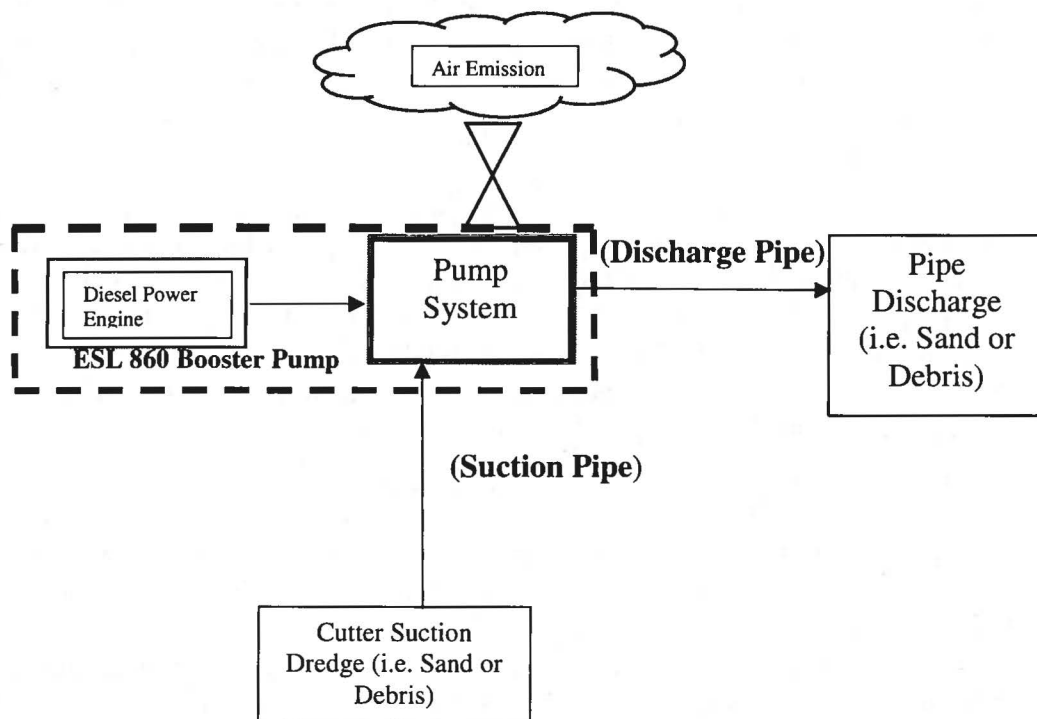 Air Emission
(Discharge Pipe)
Pump
System
Pipe
Discharge
(i.e. Sand or
Debris)
Diesel Power
Engine
ESL 860 Booster Pump
(Suction Pipe)
Cutter Suction
Dredge (i.e. Sand or
Debris)